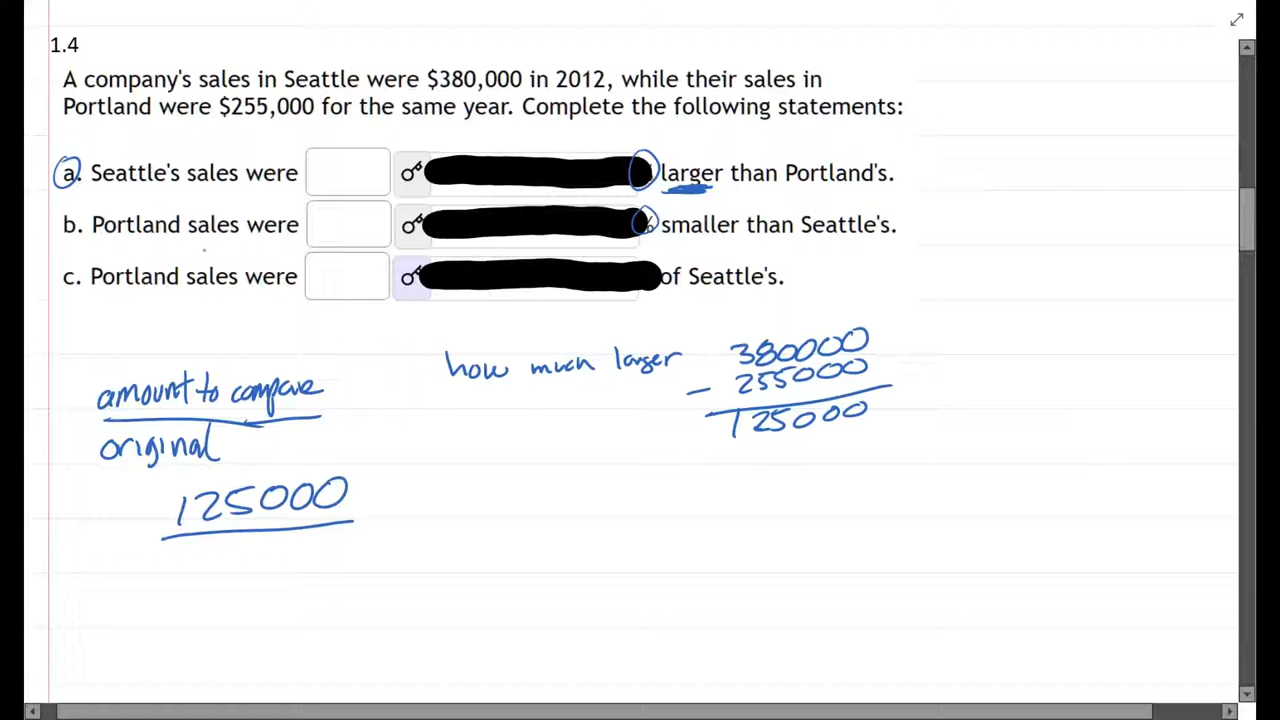 1.4
A company's sales in Seattle were $380,000 in 2012, while their sales in
Portland were $255,000 for the same year. Complete the following statements:
a. Seattle's sales were larger than Portland's.
b. Portland sales were % smaller than Seattle's.
c. Portland sales were of Seattle's.
how much larger
380000
- 255000
125000
amount to compare
original
125000